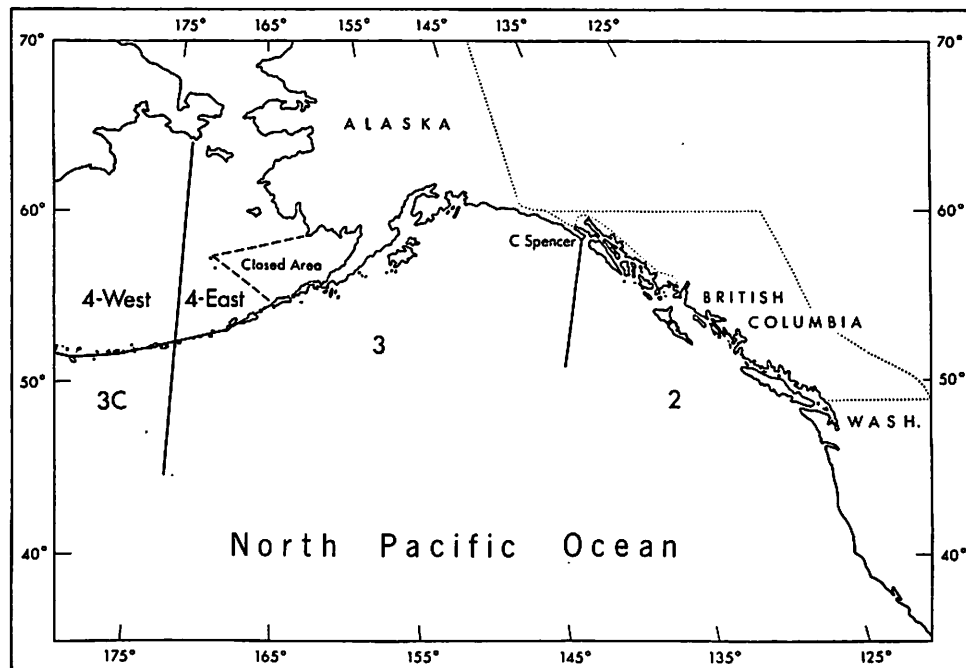 175° 165° 155° 145° 135° 125°
70° 70°
ALASKA
60° 60°
C Spencer
Closed Area
4-West 4-East
BRITISH
COLUMBIA
3
50° 50°
3C 2
WASH.
North Pacific Ocean
40° 40°
175° 165° 155° 145° 135° 125°